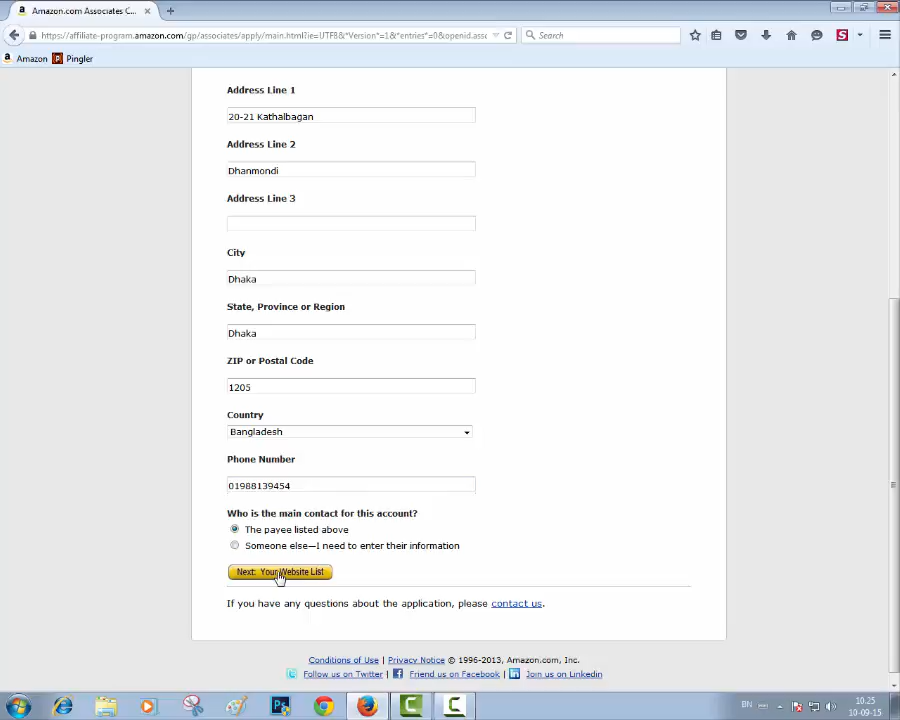 Amazon.com Associates C...
https://affiliate-program.amazon.com/gp/associates/apply/main.html?ie=UTF8&*Version*=1&*entries*=0&openid.assc
Search
Amazon
Pingler
Address Line 1
20-21 Kathalbagan
Address Line 2
Dhanmondi
Address Line 3
City
Dhaka
State, Province or Region
Dhaka
ZIP or Postal Code
1205
Country
Bangladesh
Phone Number
01988139454
Who is the main contact for this account?
The payee listed above
Someone else—I need to enter their information
Next: Your Website List
If you have any questions about the application, please contact us.
Conditions of Use | Privacy Notice © 1996-2013, Amazon.com, Inc.
Follow us on Twitter | Friend us on Facebook | Join us on Linkedin
BN
10.25
10-09-15